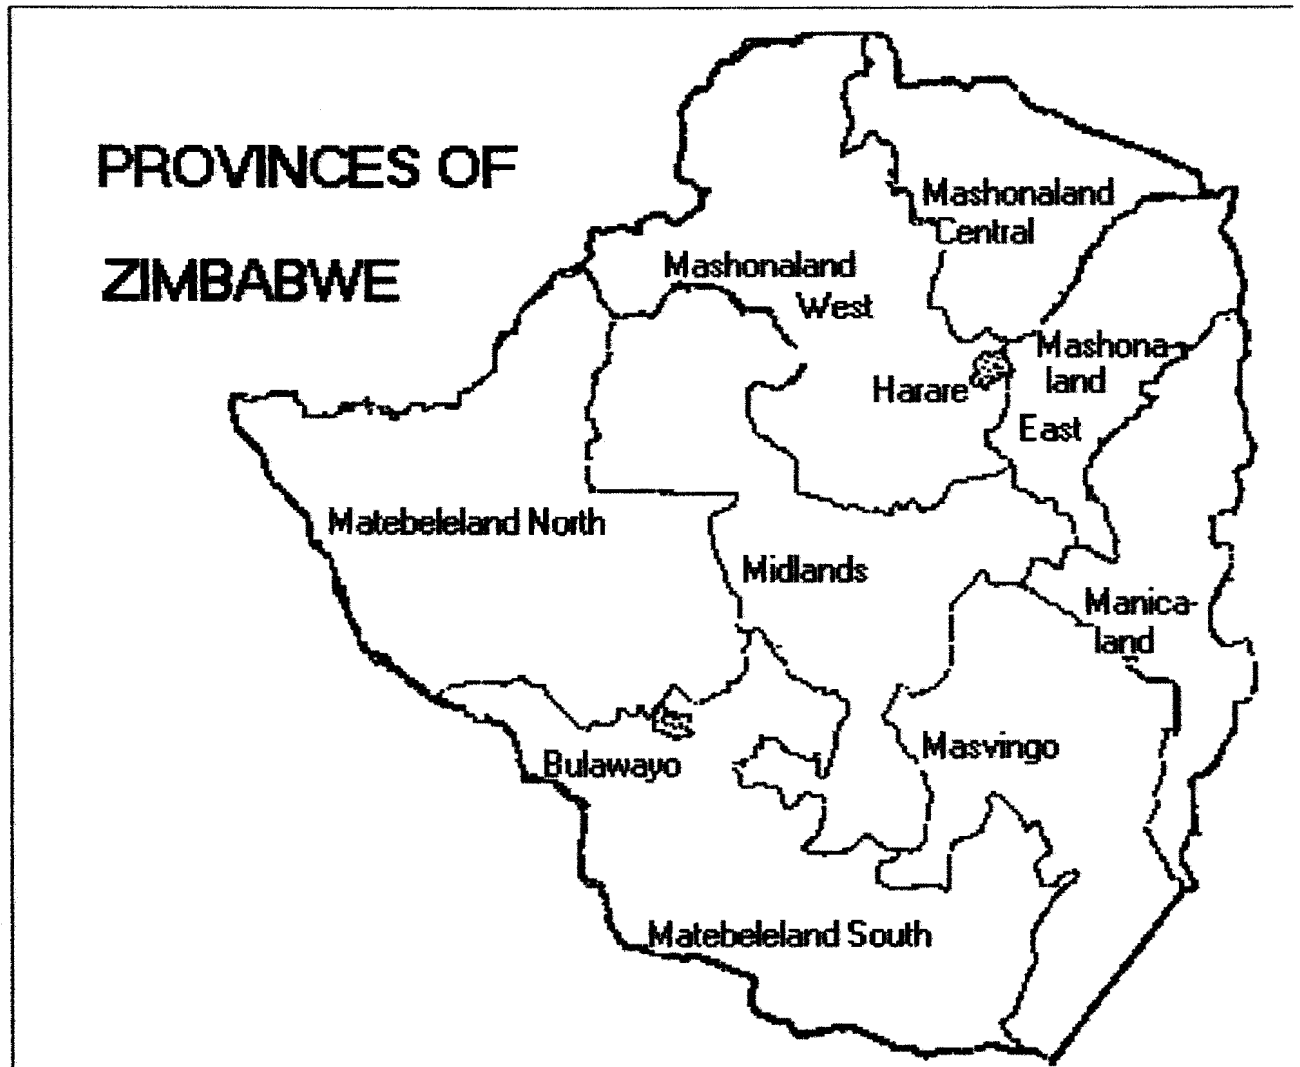 PROVINCES OF
ZIMBABWE
Mashonaland
Central
Mashonaland
West
Mashona-
land
East
Harare
Matebeleland North
Midlands
Manica-
land
Masvingo
Bulawayo
Matebeleland South